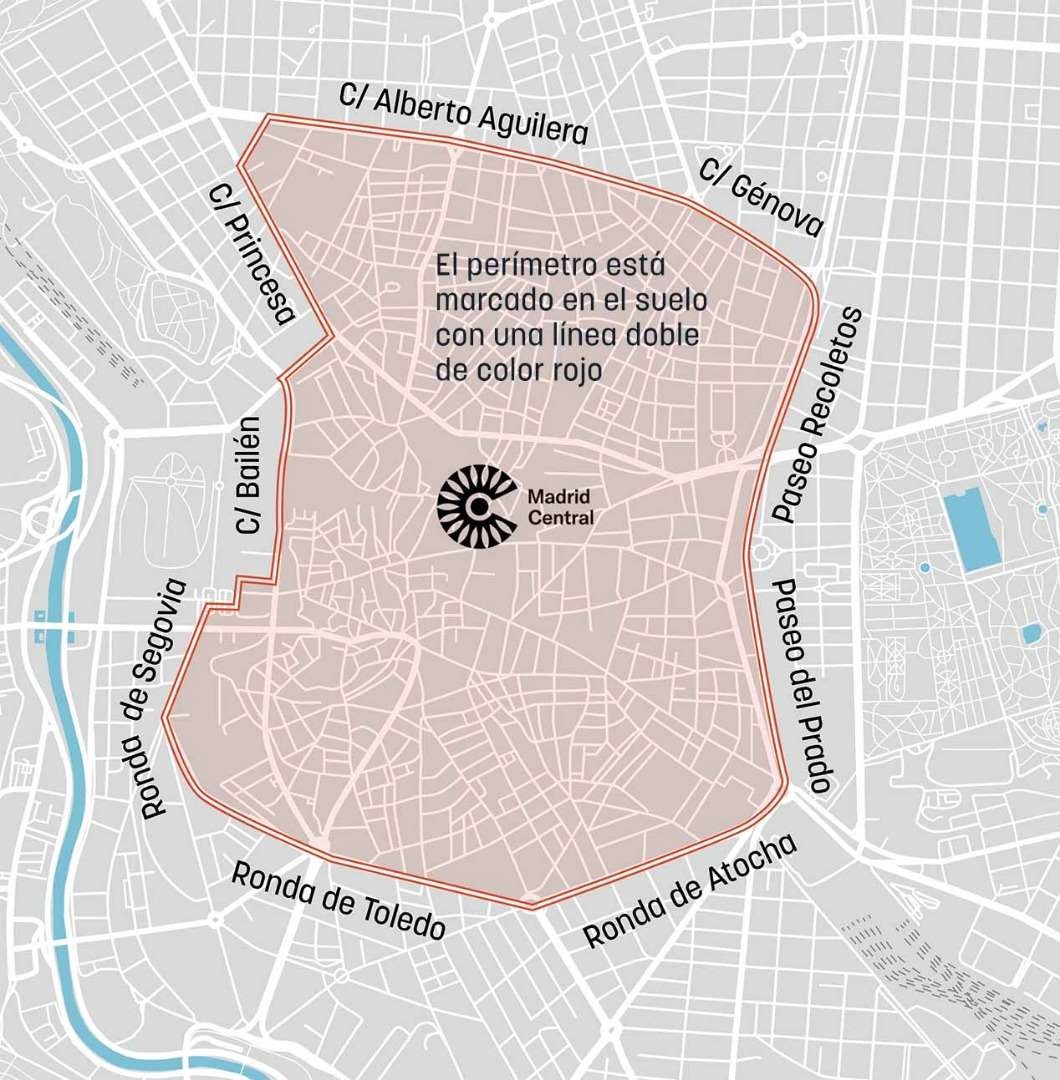 C/ Alberto Aguilera
C/ Génova
C/ Princesa
El perímetro está
marcado en el suelo
con una línea doble
de color rojo
Paseo Recoletos
C/ Bailén
Madrid
Central
Ronda de Segovia
Paseo del Prado
Ronda de Toledo
Ronda de Atocha